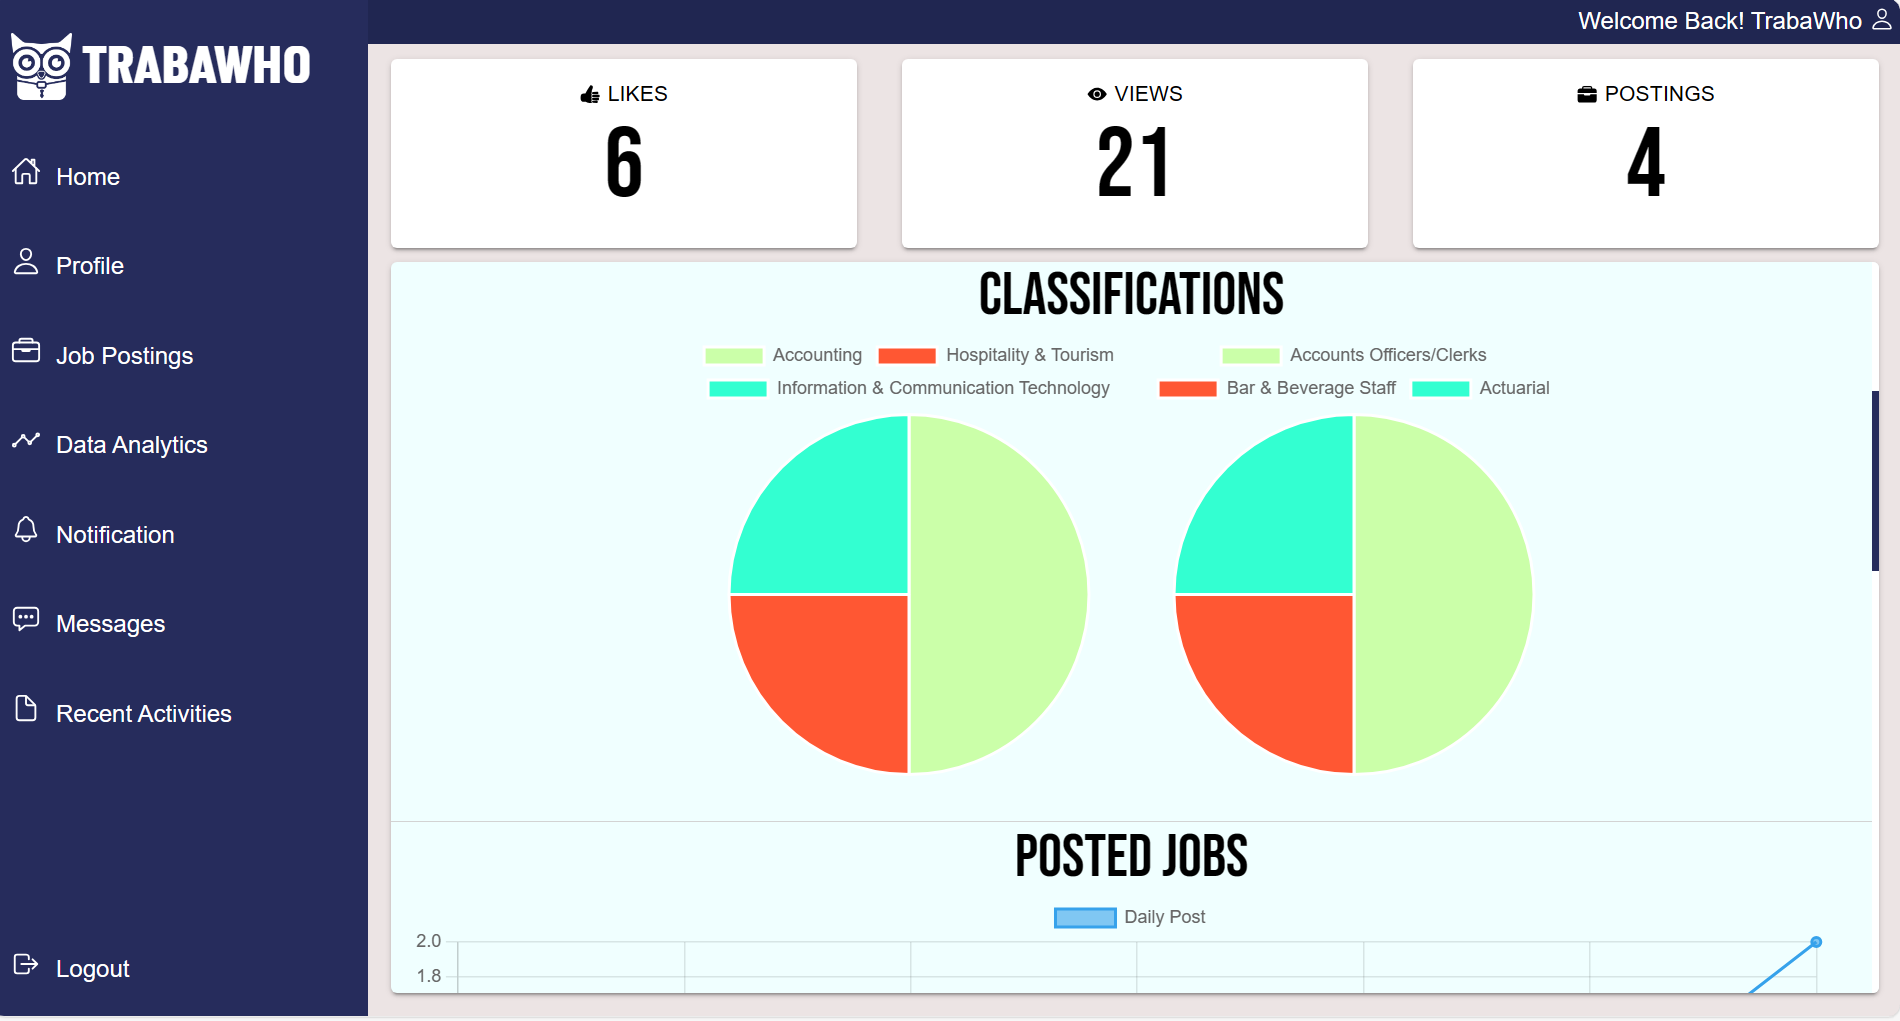 TRABAWHO
Welcome Back! TrabaWho
Home
Profile
Job Postings
Data Analytics
Notification
Messages
Recent Activities
Logout
LIKES
6
VIEWS
21
POSTINGS
4
CLASSIFICATIONS
Accounting Hospitality & Tourism
Information & Communication Technology
Accounts Officers/Clerks
Bar & Beverage Staff Actuarial
POSTED JOBS
Daily Post
2.0
1.8